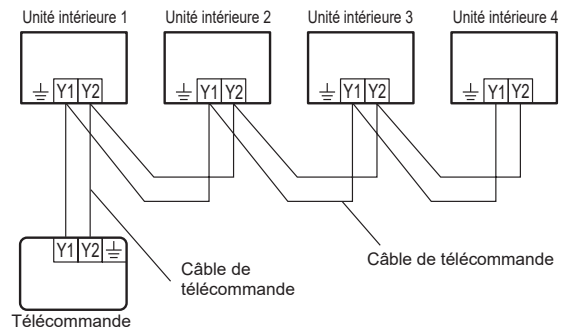 Unité intérieure 1
Unité intérieure 2
Unité intérieure 3
Unité intérieure 4
Y1 Y2
Y1 Y2
Y1 Y2
Y1 Y2
Y1 Y2
Câble de
télécommande
Câble de télécommande
Télécommande